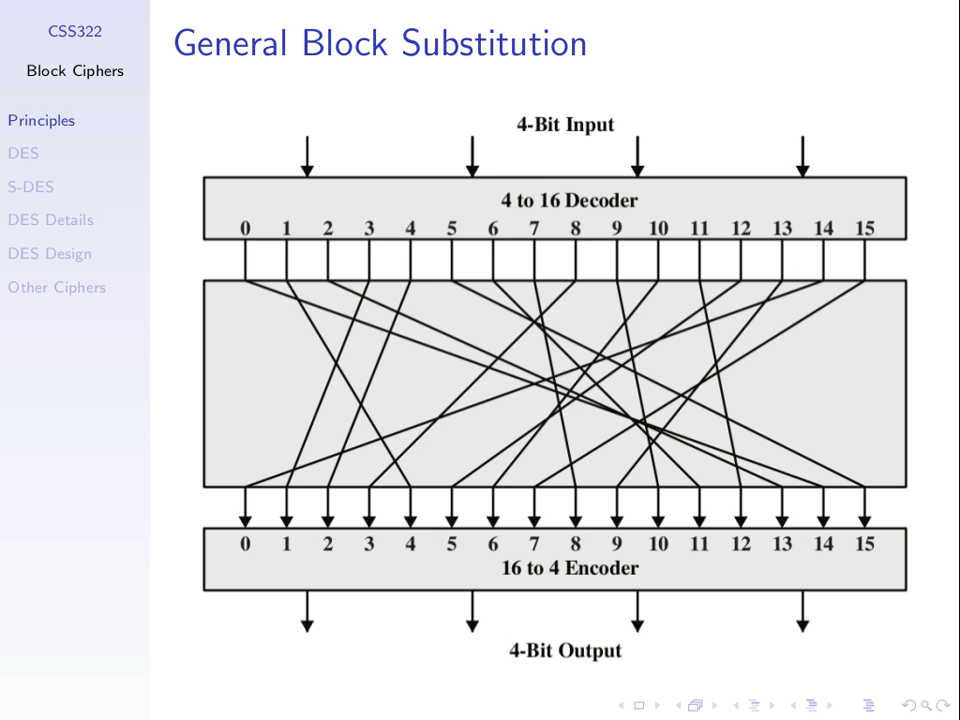 CSS322
Block Ciphers
Principles
DES
S-DES
DES Details
DES Design
Other Ciphers
General Block Substitution
4-Bit Input
4 to 16 Decoder
0 1 2 3 4 5 6 7 8 9 10 11 12 13 14 15
0 1 2 3 4 5 6 7 8 9 10 11 12 13 14 15
16 to 4 Encoder
4-Bit Output